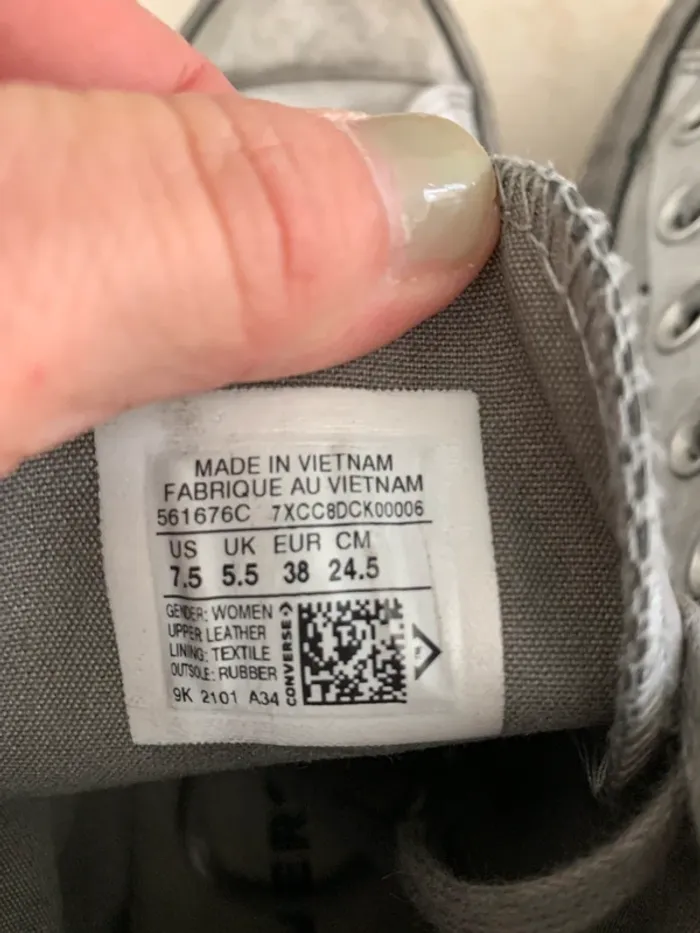 MADE IN VIETNAM
FABRIQUE AU VIETNAM
561676C 7XCC8DCK00006
US UK EUR CM
7.5 5.5 38 24.5
GENDER: WOMEN
UPPER LEATHER
LINING: TEXTILE
OUTSOLE: RUBBER
9K 2101 A34
CONVERSE